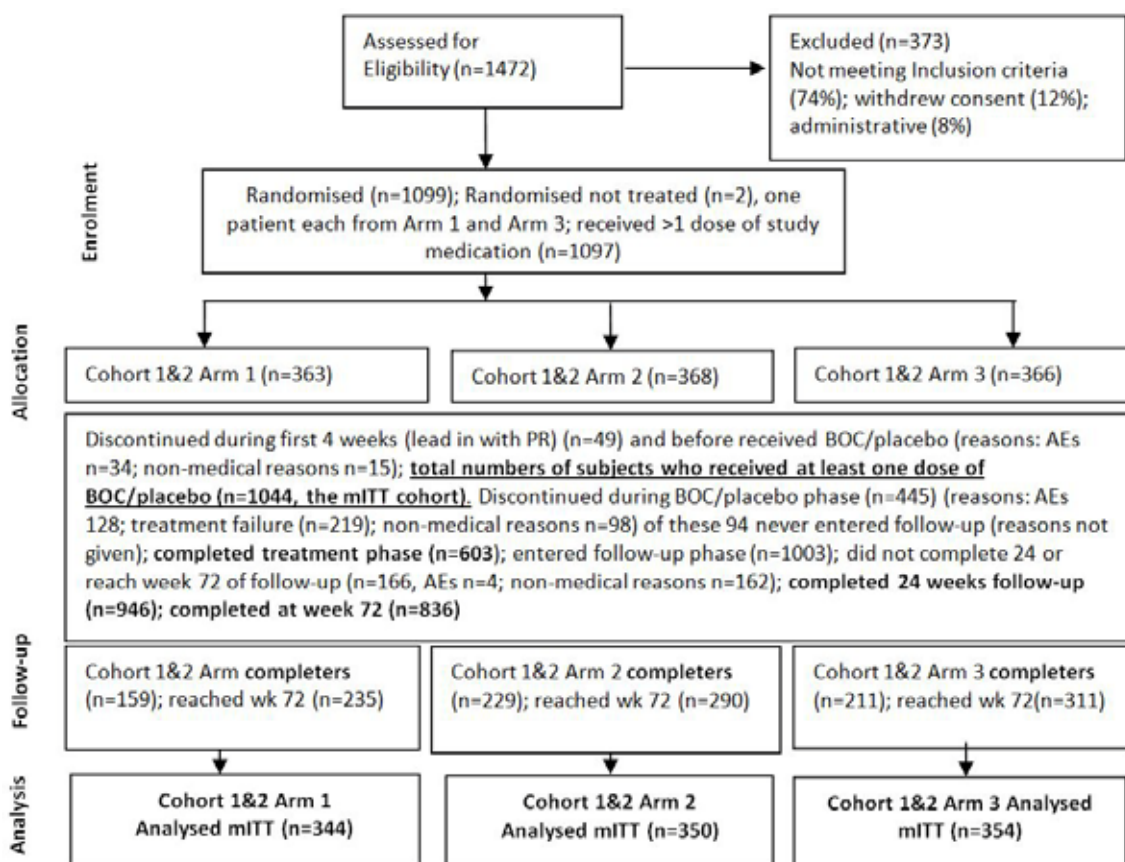 Assessed for
Eligibility (n=1472)
Excluded (n=373)
Not meeting Inclusion criteria
(74%); withdrew consent (12%);
administrative (8%)
Enrolment
Randomised (n=1099); Randomised not treated (n=2), one
patient each from Arm 1 and Arm 3; received >1 dose of study
medication (n=1097)
Allocation
Cohort 1&2 Arm 1 (n=363)
Cohort 1&2 Arm 2 (n=368)
Cohort 1&2 Arm 3 (n=366)
Discontinued during first 4 weeks (lead in with PR) (n=49) and before received BOC/placebo (reasons: AEs
n=34; non-medical reasons n=15); total numbers of subjects who received at least one dose of
BOC/placebo (n=1044, the mITT cohort). Discontinued during BOC/placebo phase (n=445) (reasons: AEs
128; treatment failure (n=219); non-medical reasons n=98) of these 94 never entered follow-up (reasons not
given); completed treatment phase (n=603); entered follow-up phase (n=1003); did not complete 24 or
reach week 72 of follow-up (n=166, AEs n=4; non-medical reasons n=162); completed 24 weeks follow-up
(n=946); completed at week 72 (n=836)
Follow-up
Cohort 1&2 Arm completers
(n=159); reached wk 72 (n=235)
Cohort 1&2 Arm 2 completers
(n=229); reached wk 72 (n=290)
Cohort 1&2 Arm 3 completers
(n=211); reached wk 72(n=311)
Analysis
Cohort 1&2 Arm 1
Analysed mITT (n=344)
Cohort 1&2 Arm 2
Analysed mITT (n=350)
Cohort 1&2 Arm 3 Analysed
mITT (n=354)